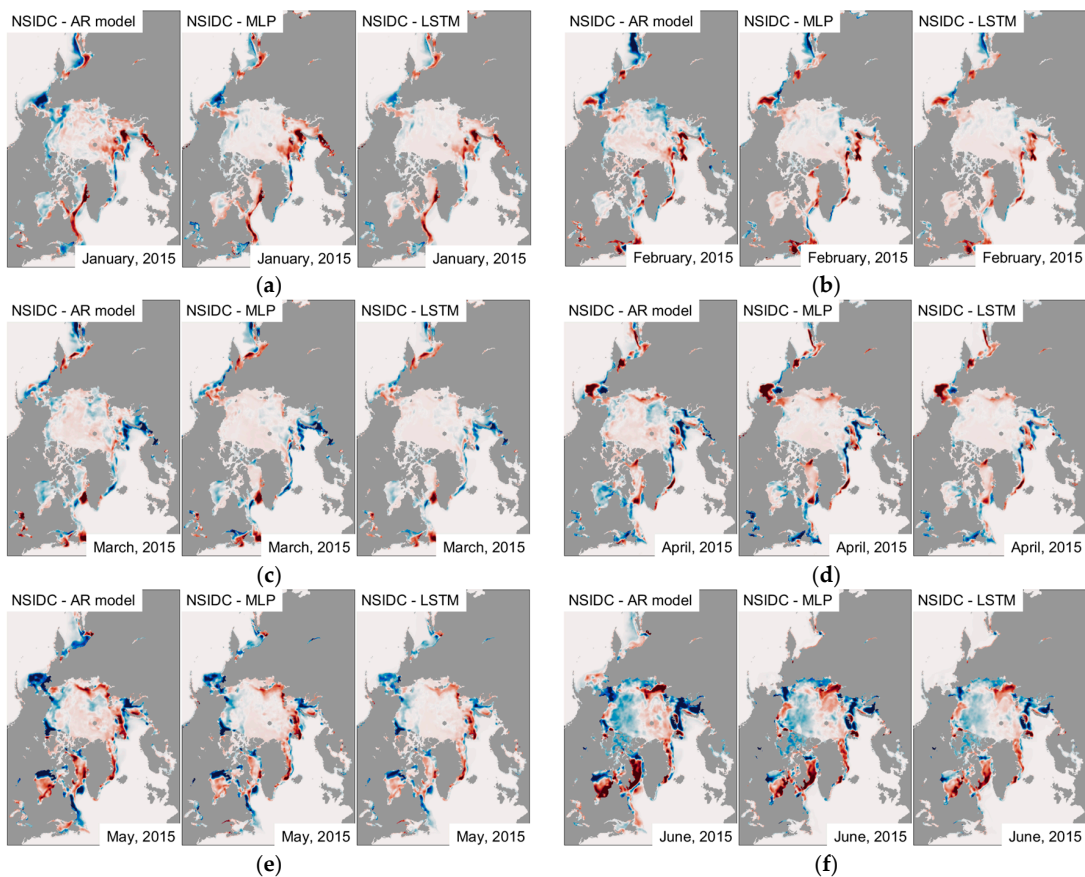 NSIDC - AR model NSIDC - MLP NSIDC - LSTM
January, 2015 January, 2015 January, 2015
(a)
NSIDC - AR model NSIDC - MLP NSIDC - LSTM
February, 2015 February, 2015 February, 2015
(b)
NSIDC - AR model NSIDC - MLP NSIDC - LSTM
March, 2015 March, 2015 March, 2015
(c)
NSIDC - AR model NSIDC - MLP NSIDC - LSTM
April, 2015 April, 2015 April, 2015
(d)
NSIDC - AR model NSIDC - MLP NSIDC - LSTM
May, 2015 May, 2015 May, 2015
(e)
NSIDC - AR model NSIDC - MLP NSIDC - LSTM
June, 2015 June, 2015 June, 2015
(f)